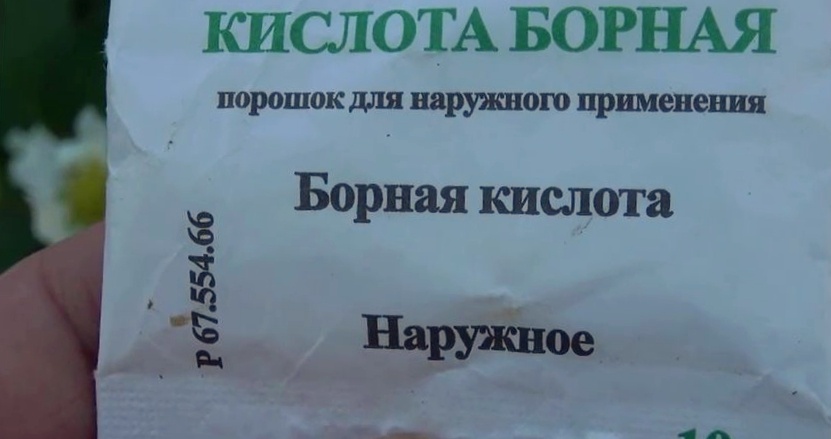 КИСЛОТА БОРНАЯ
порошок для наружного применения
Борная кислота
Р 67.554.66
Наружное